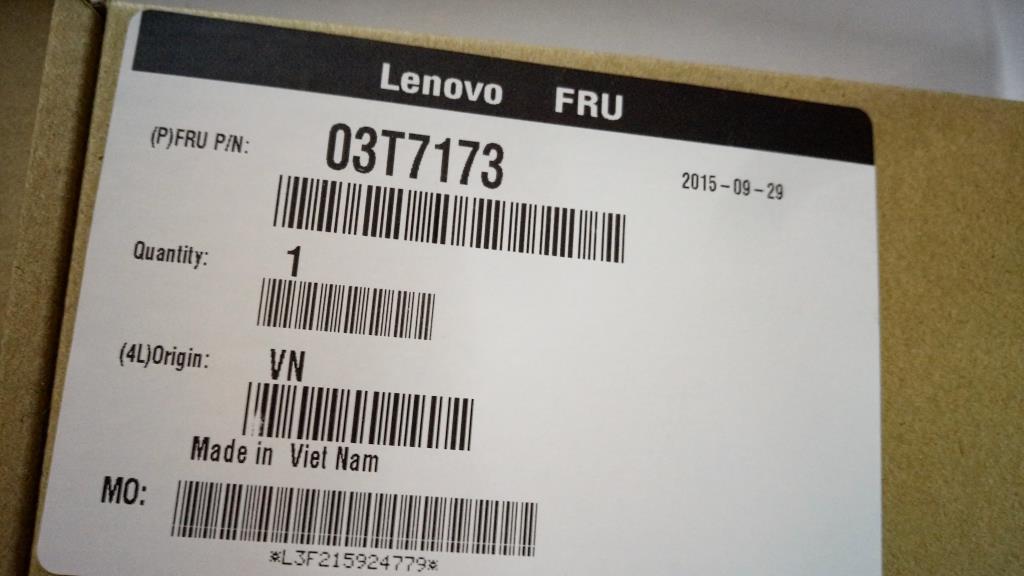 Lenovo FRU
(P)FRU P/N: 03T7173
2015-09-29
Quantity: 1
(4L)Origin: VN
Made in Viet Nam
MO:
*L3F215924779*